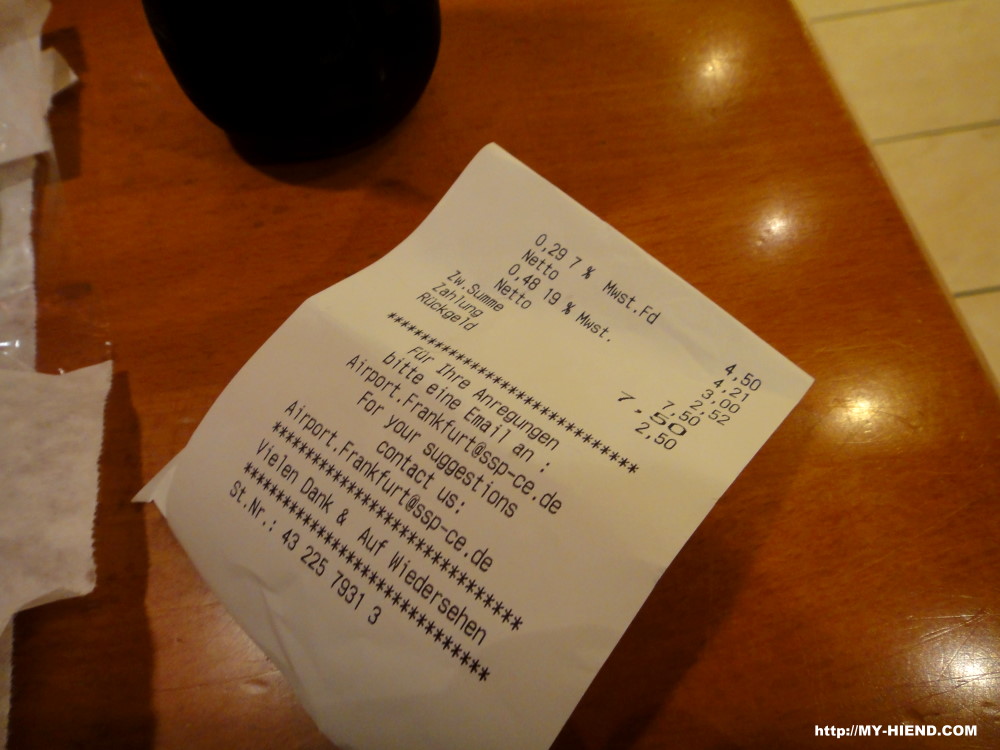 0,29 7 % Mwst.Fd 4,50
Netto 4,21
0,48 19 % Mwst. 3,00
Netto 2,52
Zw.Summe 7,50
Zahlung 7,50
Rückgeld 2,50
******************************
Für Ihre Anregungen
bitte eine Email an :
Airport.Frankfurt@ssp-ce.de
For your suggestions
contact us:
Airport.Frankfurt@ssp-ce.de
******************************
Vielen Dank & Auf Wiedersehen
******************************
St.Nr.: 43 225 7931 3
http://MY-HIEND.COM